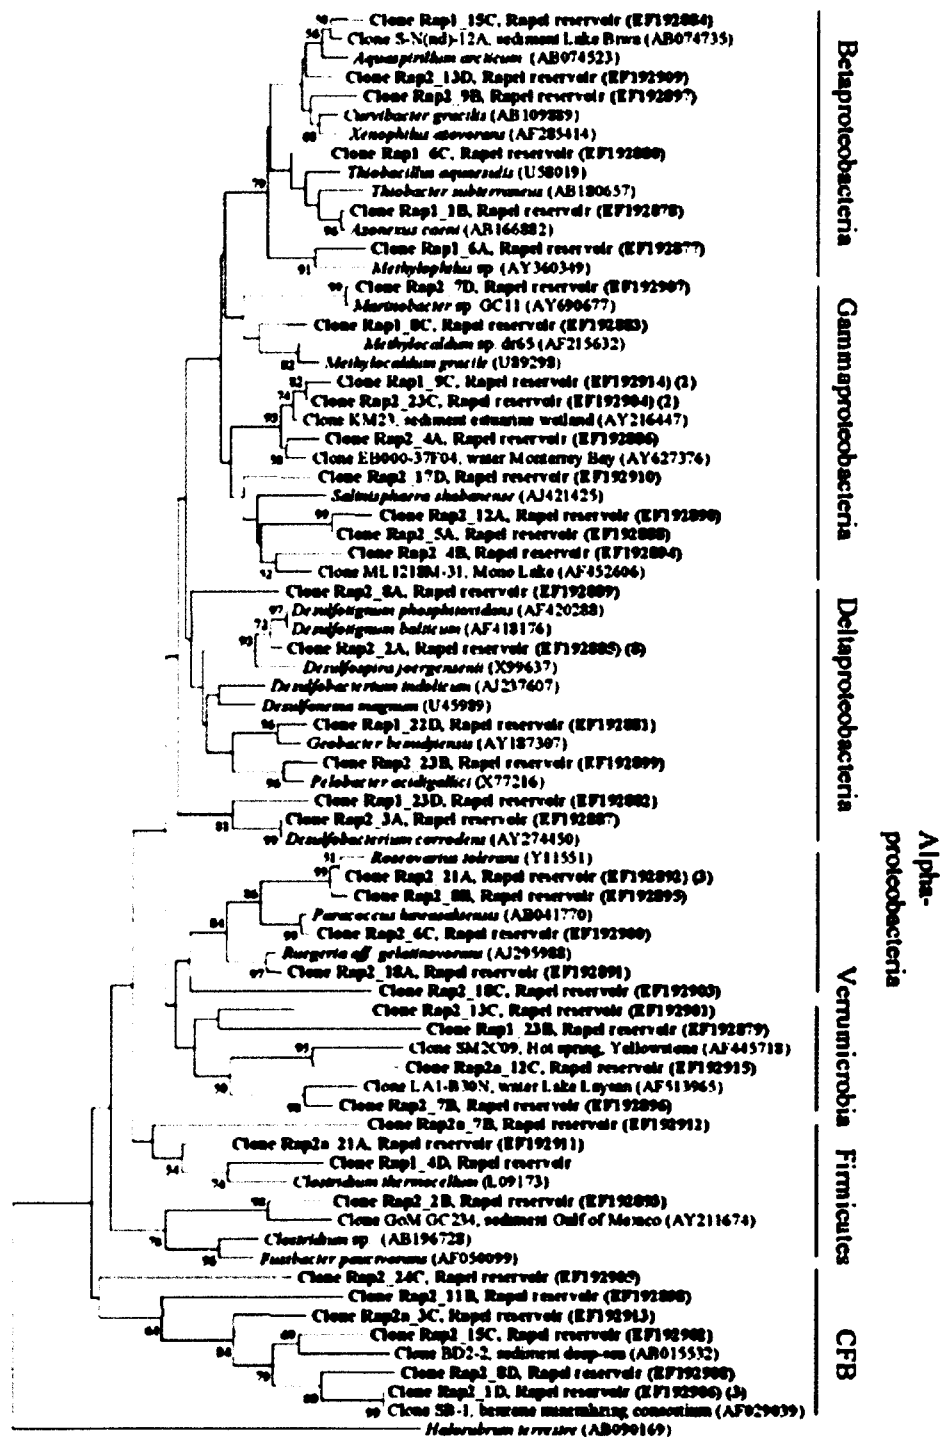 Clone Rap1_15C, Rapel reservoir (EF192884)
Clone S-N(nd)-12A, sediment Lake Biwa (AB074735)
Aquaspirillum arcticum (AB074523)
Clone Rap2_13D, Rapel reservoir (EF192909)
Clone Rap2_9B, Rapel reservoir (EF192897)
Curvibacter gracilis (AB109889)
Xenophilus azovorans (AF285414)
Clone Rap1_6C, Rapel reservoir (EF192880)
Thiobacillus aquaesulis (U58019)
Thiobacter subterraneus (AB180657)
Clone Rap1_1B, Rapel reservoir (EF192878)
Azonexus caeni (AB166882)
Clone Rap1_6A, Rapel reservoir (EF192877)
Methylophilus sp (AY360349)
Clone Rap2_7D, Rapel reservoir (EF192907)
Marinobacter sp GC11 (AY690677)
Clone Rap1_8C, Rapel reservoir (EF192883)
Methylocaldum sp. dr65 (AF215632)
Methylocaldum gracile (U89298)
Clone Rap1_9C, Rapel reservoir (EF192914) (2)
Clone Rap2_23C, Rapel reservoir (EF192904) (2)
Clone KM23, sediment estuarine wetland (AY216447)
Clone Rap2_4A, Rapel reservoir (EF192886)
Clone EB000-37F04, water Monterrey Bay (AY627376)
Clone Rap2_17D, Rapel reservoir (EF192910)
Salinisphaera shabanense (AJ421425)
Clone Rap2_12A, Rapel reservoir (EF192890)
Clone Rap2_5A, Rapel reservoir (EF192888)
Clone Rap2_4B, Rapel reservoir (EF192894)
Clone ML1218M-31, Mono Lake (AF452606)
Clone Rap2_8A, Rapel reservoir (EF192889)
Desulfotignum phosphitoxidans (AF420288)
Desulfotignum balticum (AF418176)
Clone Rap2_2A, Rapel reservoir (EF192885) (8)
Desulfospira joergensenii (X99637)
Desulfobacterium indolicum (AJ237607)
Desulfonema magnum (U45989)
Clone Rap1_22D, Rapel reservoir (EF192881)
Geobacter bemidjiensis (AY187307)
Clone Rap2_23B, Rapel reservoir (EF192899)
Pelobacter acidigallici (X77216)
Clone Rap1_23D, Rapel reservoir (EF192882)
Clone Rap2_3A, Rapel reservoir (EF192887)
Desulfobacterium corrodens (AY274450)
Roseovarius tolerans (Y11551)
Clone Rap2_21A, Rapel reservoir (EF192892) (3)
Clone Rap2_8B, Rapel reservoir (EF192895)
Paracoccus kawasakiensis (AB041770)
Clone Rap2_6C, Rapel reservoir (EF192900)
Ruegeria aff. gelatinovorans (AJ295988)
Clone Rap2_18A, Rapel reservoir (EF192891)
Clone Rap2_18C, Rapel reservoir (EF192903)
Clone Rap2_13C, Rapel reservoir (EF192901)
Clone Rap1_23B, Rapel reservoir (EF192879)
Clone SM2C09, Hot spring, Yellowstone (AF445718)
Clone Rap2a_12C, Rapel reservoir (EF192915)
Clone LA1-B30N, water Lake Laysan (AF513965)
Clone Rap2_7B, Rapel reservoir (EF192896)
Clone Rap2a_7B, Rapel reservoir (EF192912)
Clone Rap2a_21A, Rapel reservoir (EF192911)
Clone Rap1_4D, Rapel reservoir
Clostridium thermocellum (L09173)
Clone Rap2_2B, Rapel reservoir (EF192893)
Clone GoM GC234, sediment Gulf of Mexico (AY211674)
Clostridium sp (AB196728)
Fusibacter paucivorans (AF050099)
Clone Rap2_24C, Rapel reservoir (EF192905)
Clone Rap2_11B, Rapel reservoir (EF192898)
Clone Rap2a_3C, Rapel reservoir (EF192913)
Clone Rap2_15C, Rapel reservoir (EF192902)
Clone BD2-2, sediment deep-sea (AB015532)
Clone Rap2_8D, Rapel reservoir (EF192908)
Clone Rap2_1D, Rapel reservoir (EF192906) (3)
Clone SB-1, benzene mineralizing consortium (AF029039)
Halorubrum terrestre (AB090169)
Betaproteobacteria
Gammaproteobacteria
Deltaproteobacteria
Alpha-
proteobacteria
Verrumicrobia
Firmicutes
CFB